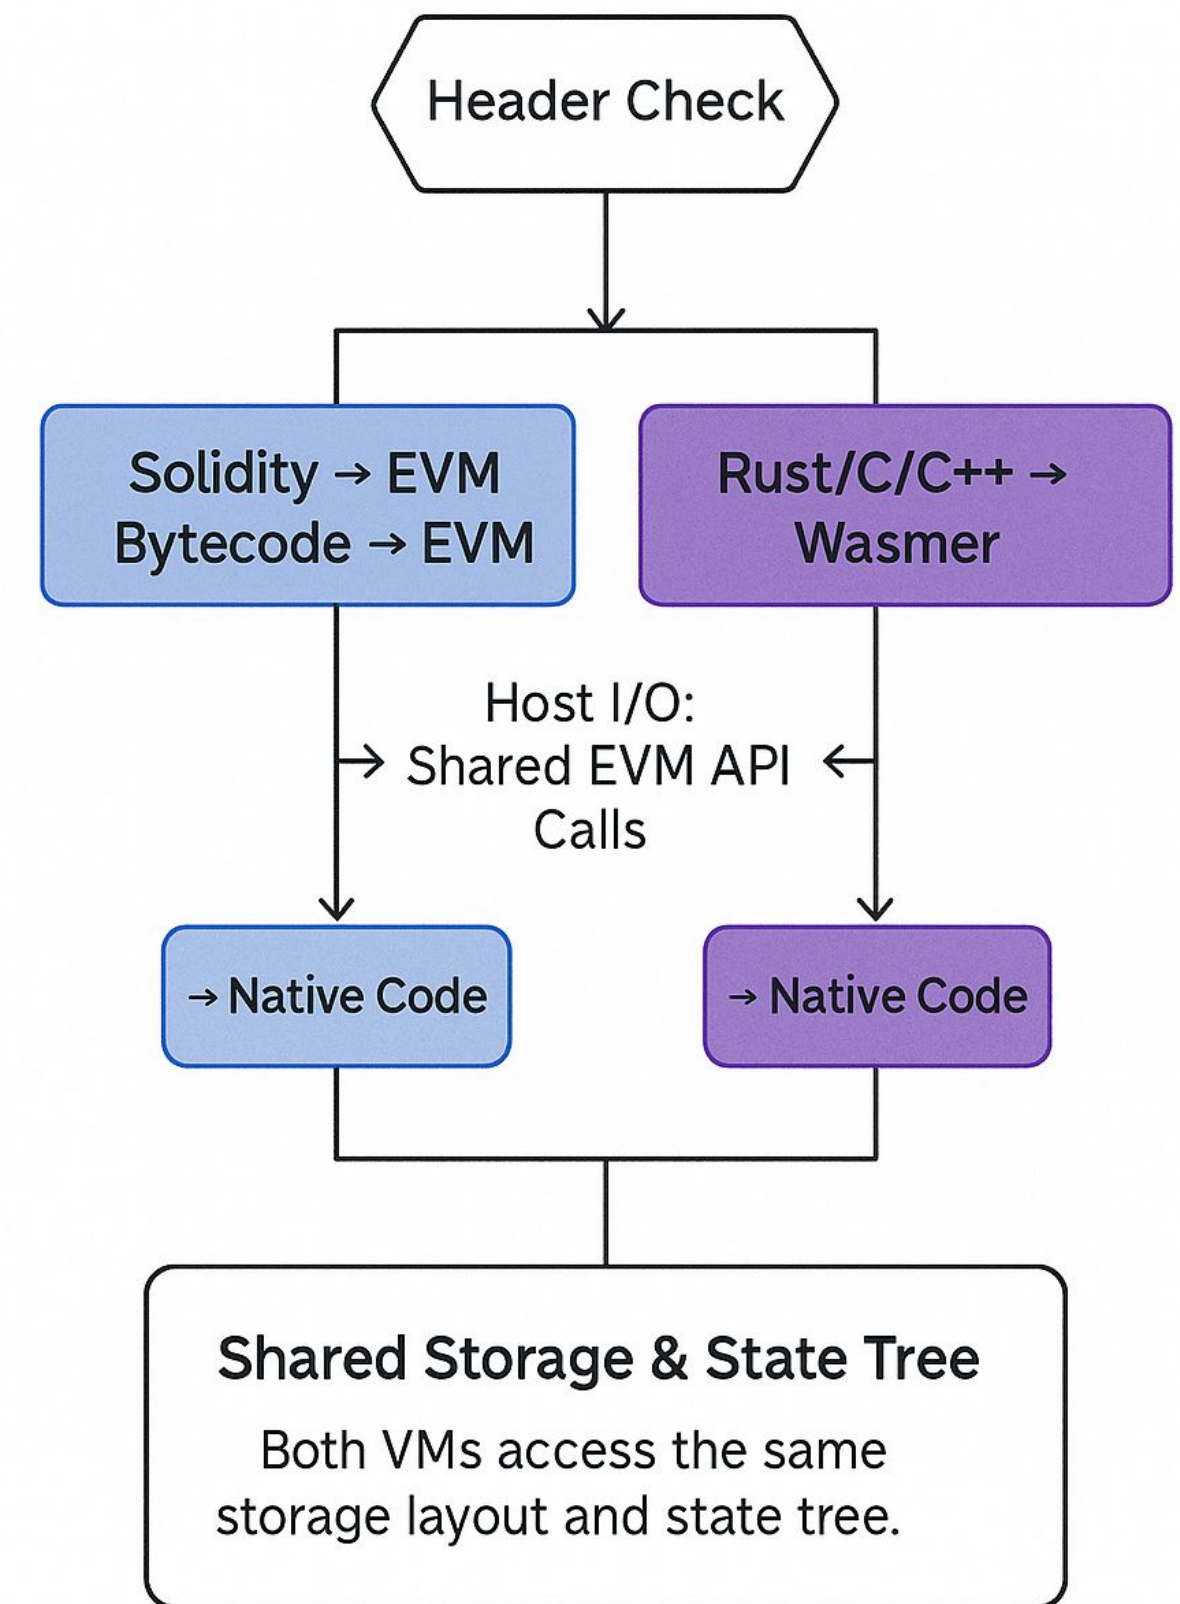 Header Check
Solidity → EVM
Bytecode → EVM
Rust/C/C++ →
Wasmer
Host I/O:
Shared EVM API
Calls
→ Native Code
→ Native Code
Shared Storage & State Tree
Both VMs access the same
storage layout and state tree.